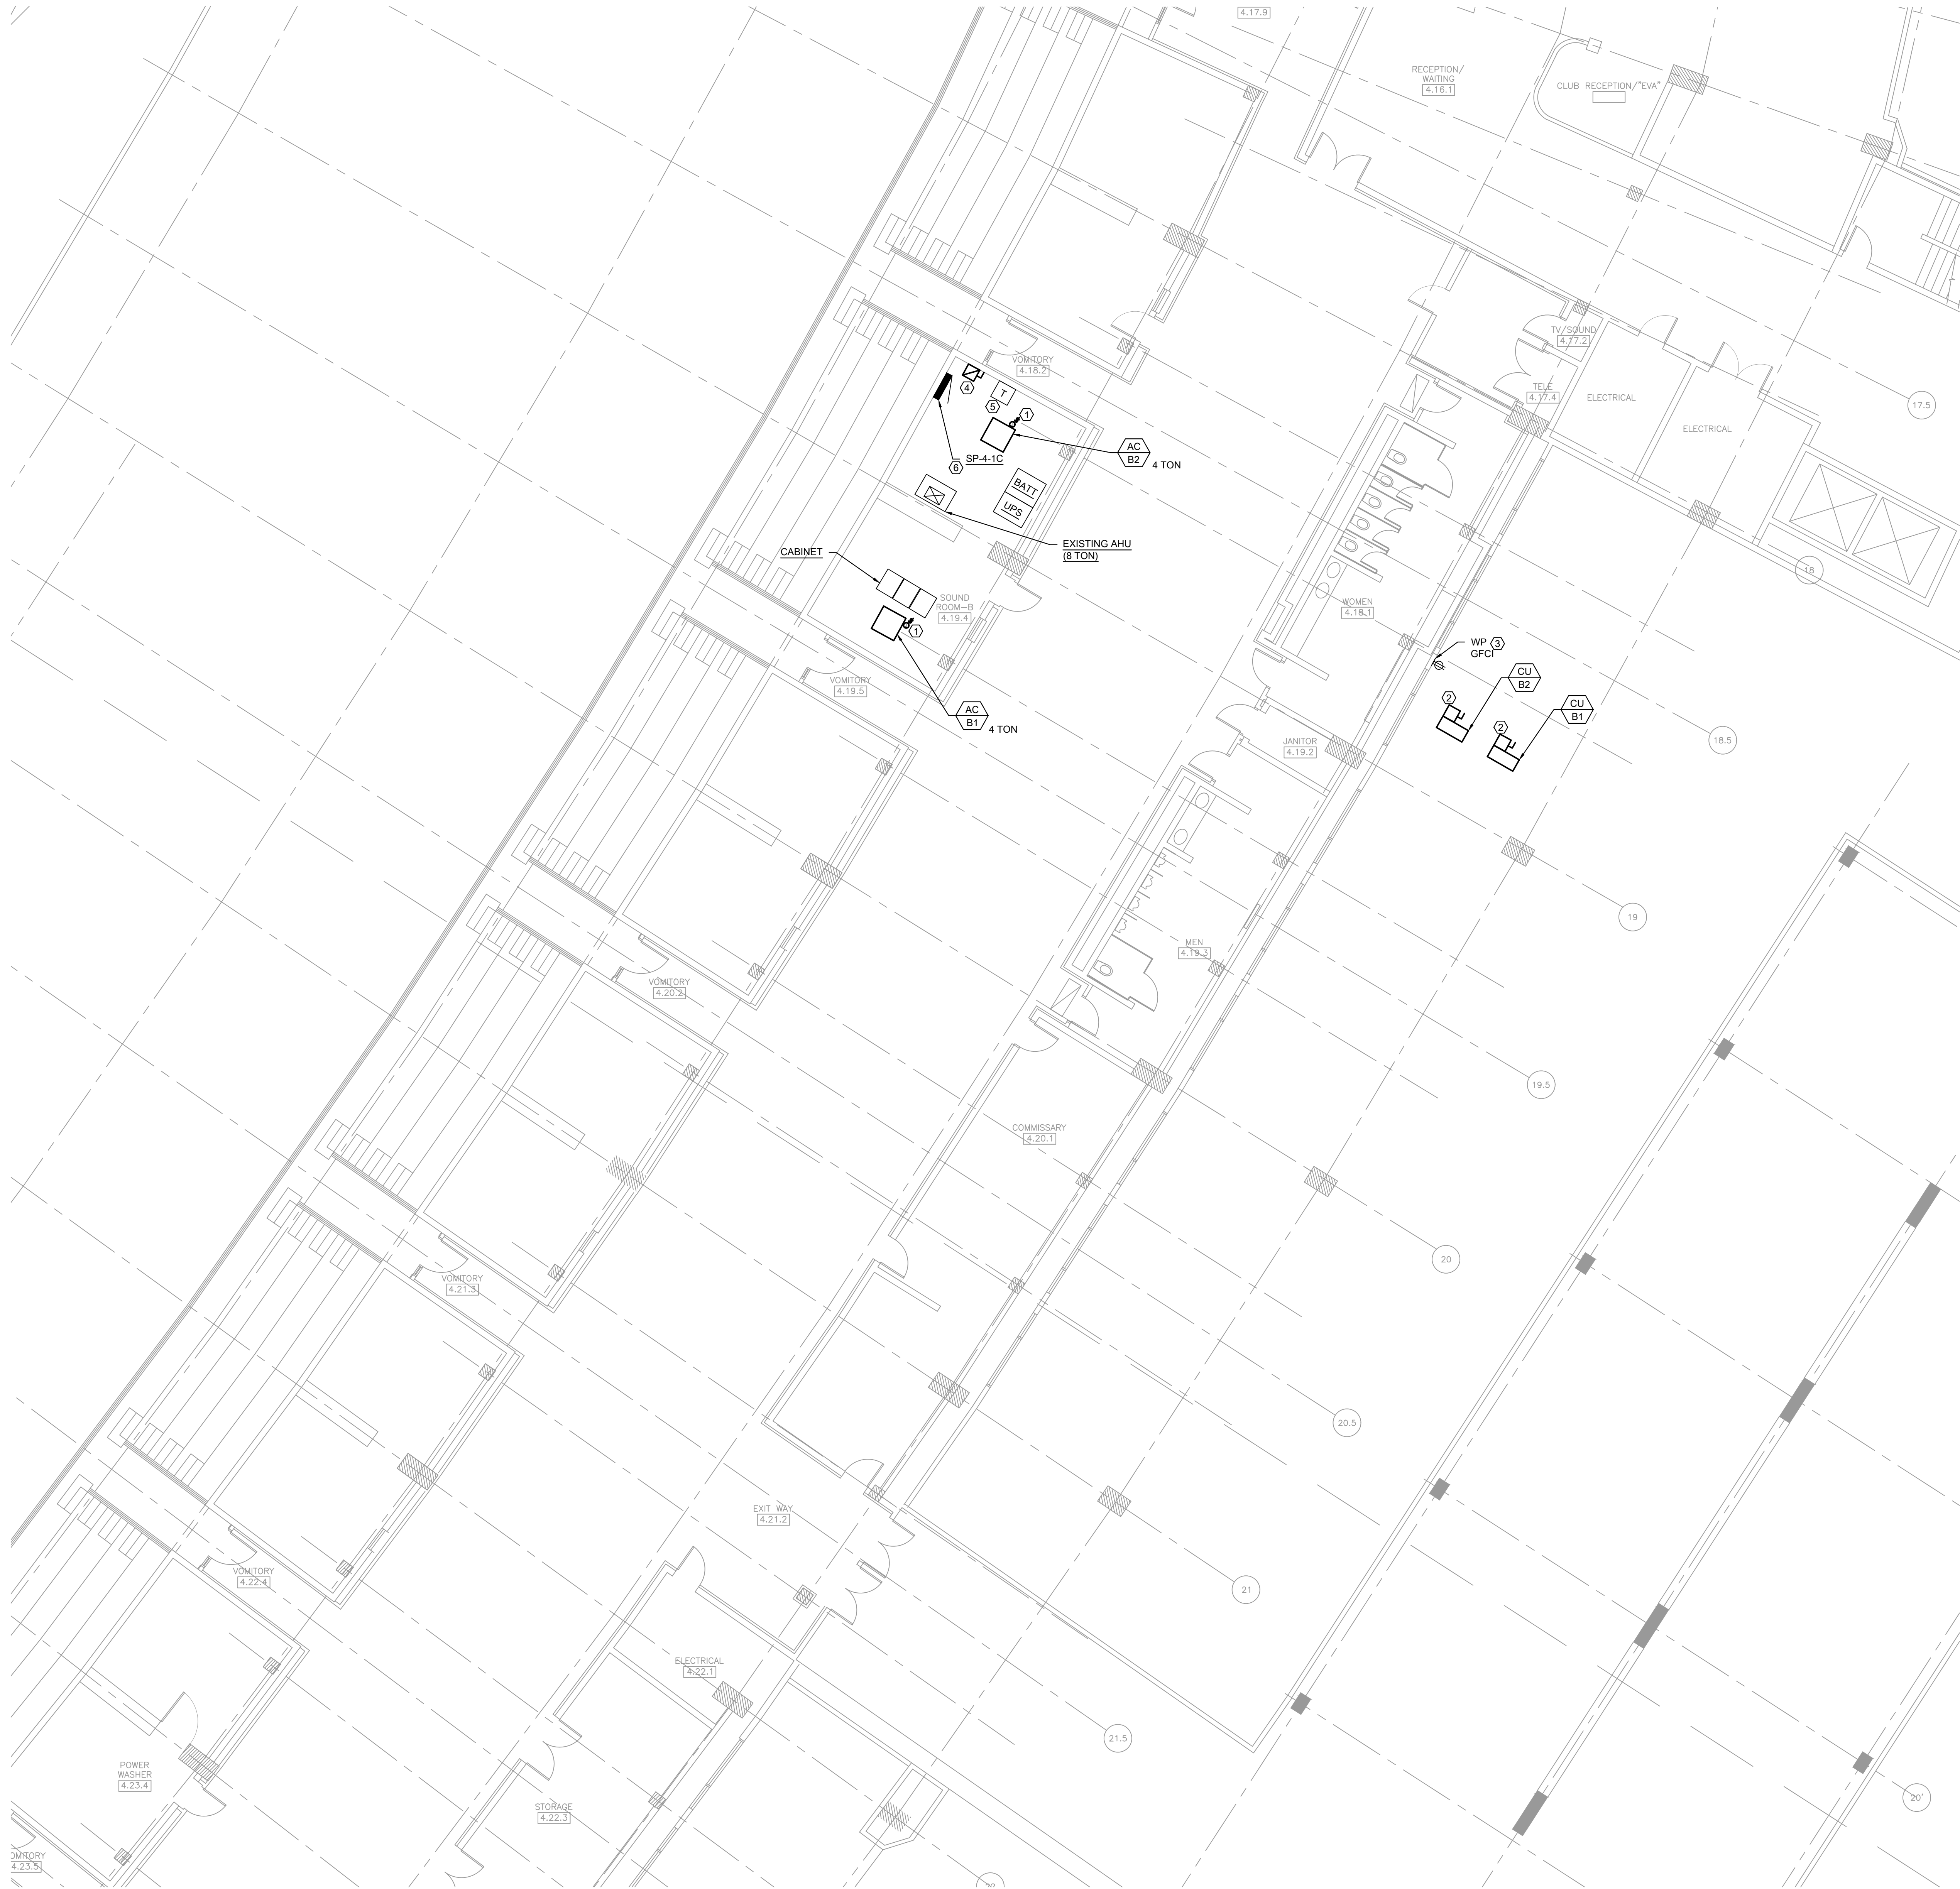 4.17.9
RECEPTION/
WAITING
4.16.1
CLUB RECEPTION/"EVA"
TV/SOUND
4.17.2
TELE
4.17.4
ELECTRICAL
ELECTRICAL
17.5
18
VOMITORY
4.18.2
4
T
5
1
AC
B2
4 TON
SP-4-1C
6
BATT
UPS
EXISTING AHU
(8 TON)
CABINET
SOUND
ROOM-B
4.19.4
1
AC
B1
4 TON
WOMEN
4.18.1
WP
3
GFCI
CU
B2
CU
B1
2
2
18.5
VOMITORY
4.19.5
JANITOR
4.19.2
19
MEN
4.19.3
VOMITORY
4.20.2
19.5
COMMISSARY
4.20.1
20
VOMITORY
4.21.3
20.5
EXIT WAY
4.21.2
21
VOMITORY
4.22.4
ELECTRICAL
4.22.1
21.5
POWER
WASHER
4.23.4
STORAGE
4.22.3
20'
OMITORY
4.23.5
22